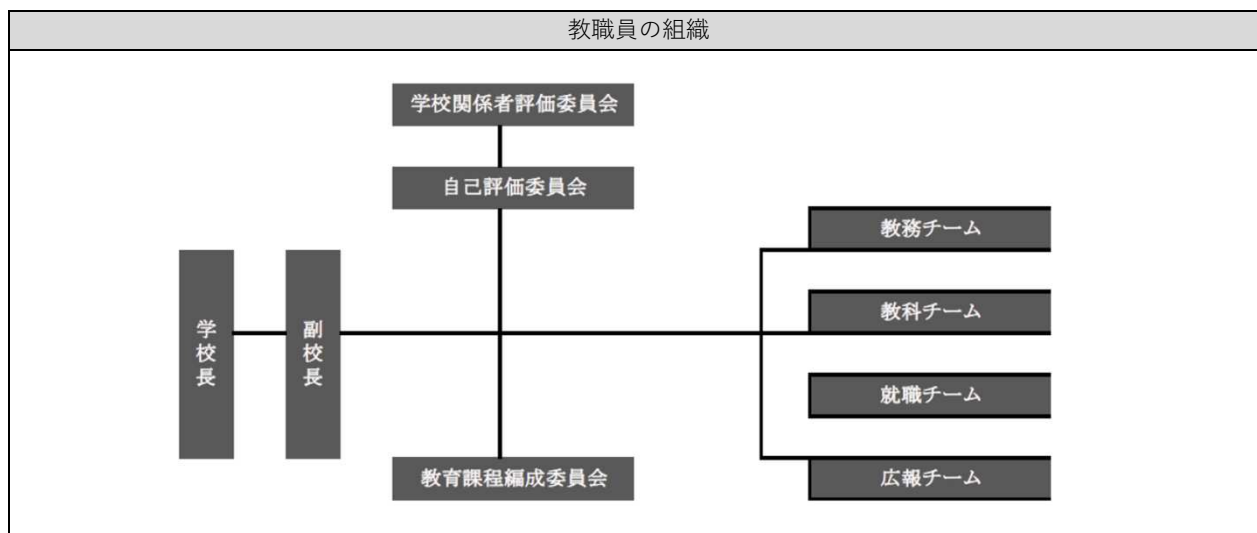 教職員の組織
学校関係者評価委員会
自己評価委員会
学校長
副校長
教育課程編成委員会
教務チーム
教科チーム
就職チーム
広報チーム